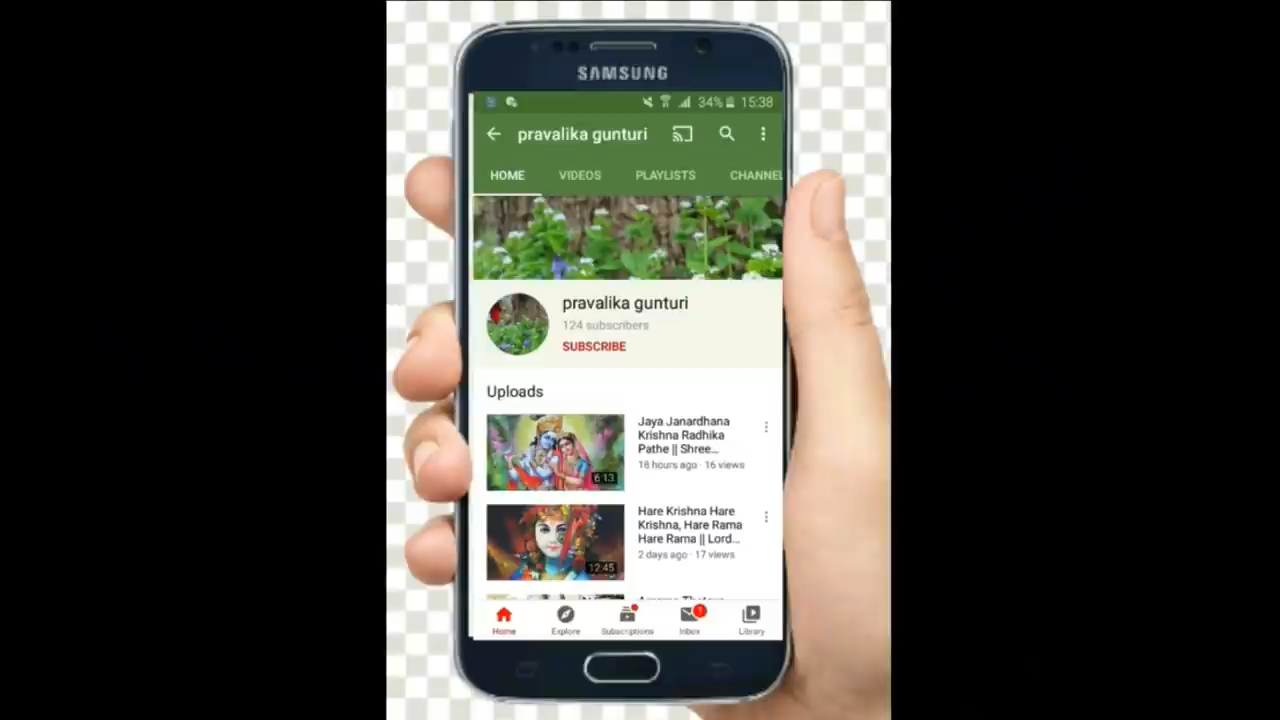 SAMSUNG
34% 15:38
pravalika gunturi
HOME VIDEOS PLAYLISTS CHANNEL
pravalika gunturi
124 subscribers
SUBSCRIBE
Uploads
Jaya Janardhana
Krishna Radhika
Pathe || Shree...
18 hours ago · 16 views
6:13
Hare Krishna Hare
Krishna, Hare Rama
Hare Rama || Lord...
2 days ago · 17 views
12:45
1
Home Explore Subscriptions Inbox Library